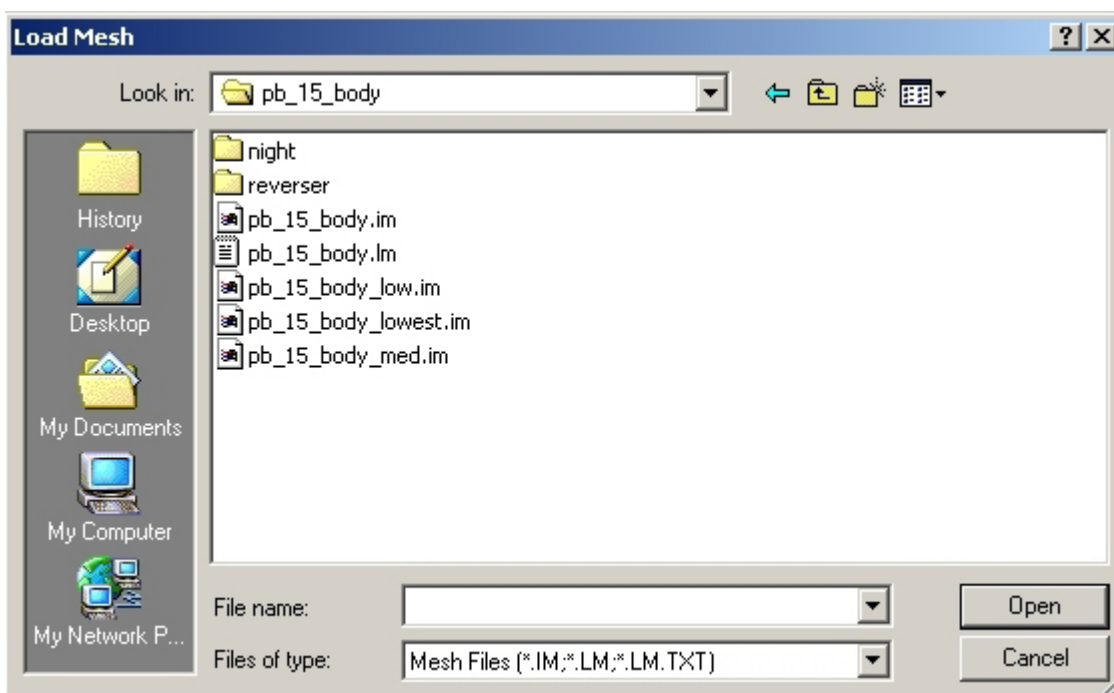 Load Mesh
Look in: pb_15_body
History
Desktop
My Documents
My Computer
My Network P...
night
reverser
pb_15_body.im
pb_15_body.lm
pb_15_body_low.im
pb_15_body_lowest.im
pb_15_body_med.im
File name:
Open
Files of type: Mesh Files (*.IM;*.LM;*.LM.TXT)
Cancel